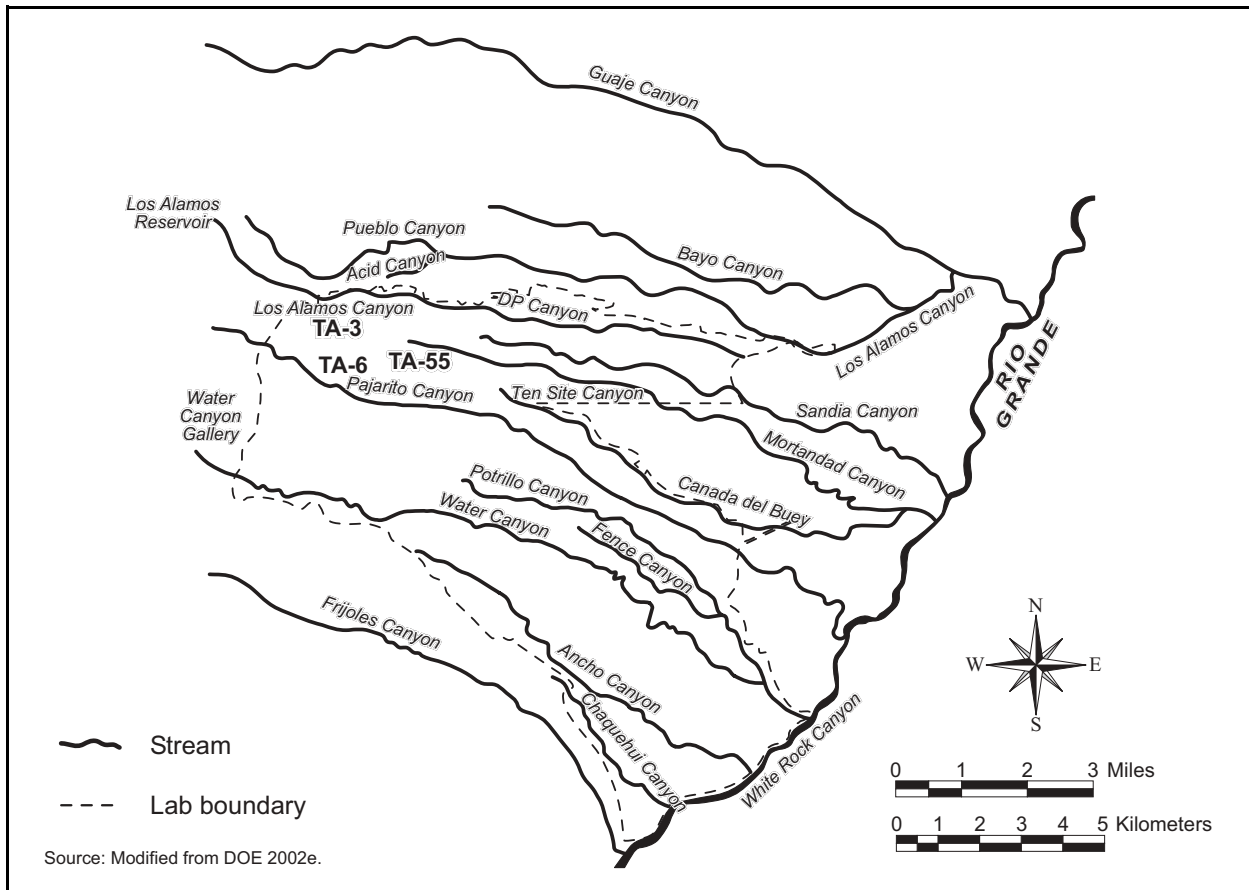 Guaje Canyon
Los Alamos
Reservoir
Pueblo Canyon
Acid Canyon
Bayo Canyon
Los Alamos Canyon
DP Canyon
Los Alamos Canyon
TA-3
TA-6
TA-55
RIO
GRANDE
Pajarito Canyon
Ten Site Canyon
Sandia Canyon
Water
Canyon
Gallery
Mortandad Canyon
Potrillo Canyon
Canada del Buey
Water Canyon
Fence Canyon
Frijoles Canyon
Ancho Canyon
Chaquehui Canyon
White Rock Canyon
N
W
E
S
Stream
Lab boundary
0 1 2 3 Miles
0 1 2 3 4 5 Kilometers
Source: Modified from DOE 2002e.